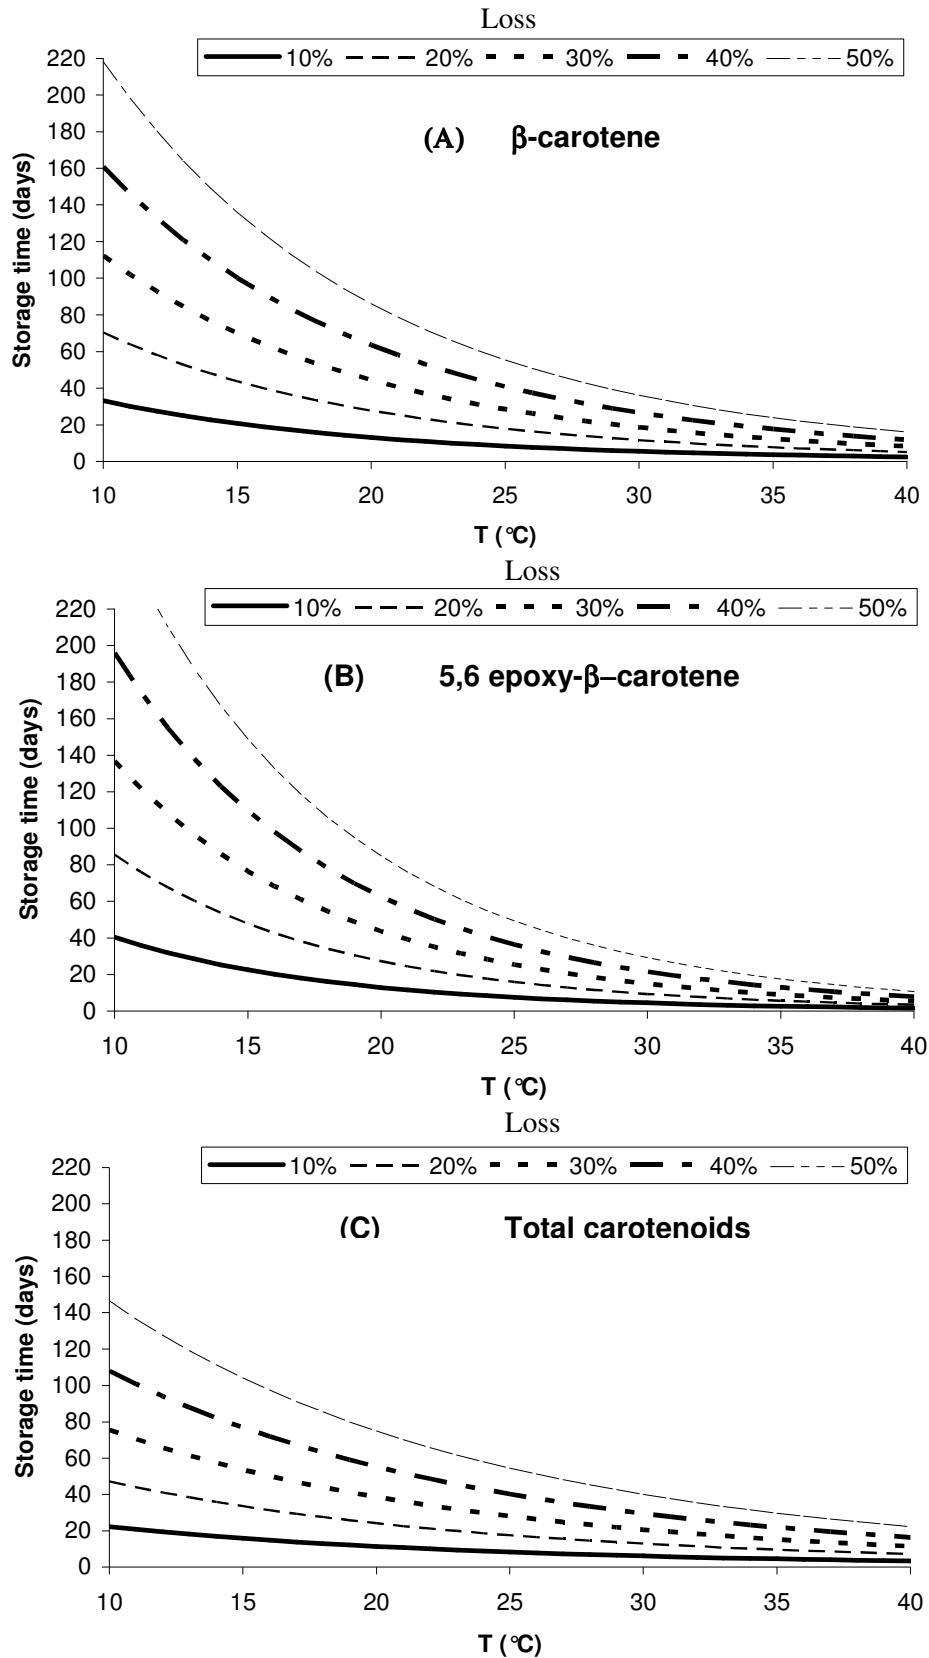 Loss
10% 20% 30% 40% 50%
220
200
180
160
140
120
100
80
60
40
20
0
Storage time (days)
(A) β-carotene
10 15 20 25 30 35 40
T (°C)
Loss
10% 20% 30% 40% 50%
220
200
180
160
140
120
100
80
60
40
20
0
Storage time (days)
(B) 5,6 epoxy-β–carotene
10 15 20 25 30 35 40
T (°C)
Loss
10% 20% 30% 40% 50%
220
200
180
160
140
120
100
80
60
40
20
0
Storage time (days)
(C) Total carotenoids
10 15 20 25 30 35 40
T (°C)